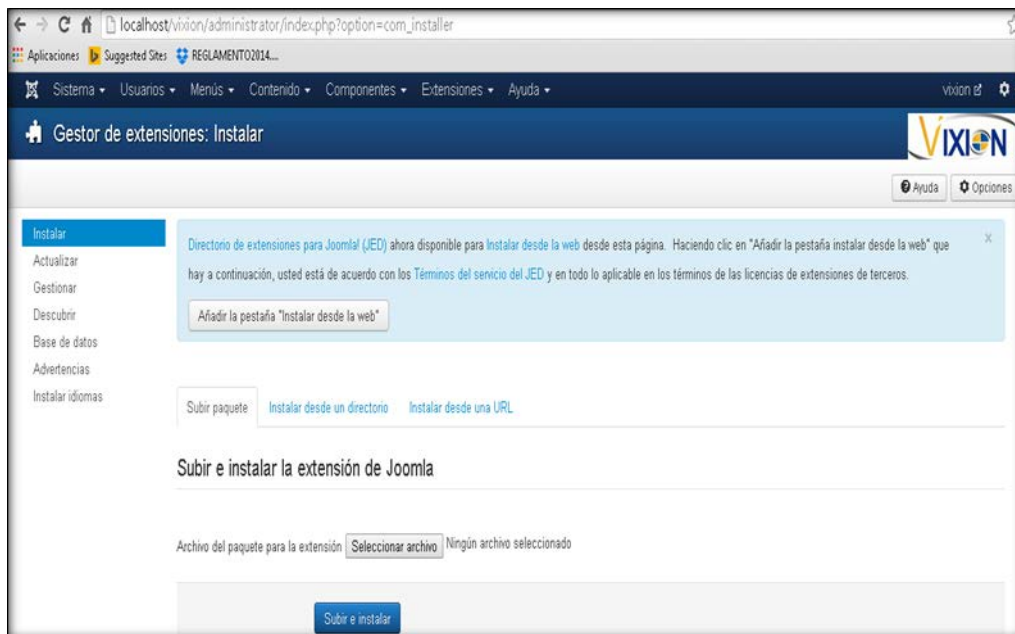 localhost/vixion/administrator/index.php?option=com_installer
Aplicaciones Suggested Sites REGLAMENTO2014....
Sistema Usuarios Menús Contenido Componentes Extensiones Ayuda vixion
Gestor de extensiones: Instalar VIXION
Ayuda Opciones
Instalar
Actualizar
Gestionar
Descubrir
Base de datos
Advertencias
Instalar idiomas
Directorio de extensiones para Joomla! (JED) ahora disponible para Instalar desde la web desde esta página. Haciendo clic en "Añadir la pestaña instalar desde la web" que
hay a continuación, usted está de acuerdo con los Términos del servicio del JED y en todo lo aplicable en los términos de las licencias de extensiones de terceros.
Añadir la pestaña "Instalar desde la web"
Subir paquete Instalar desde un directorio Instalar desde una URL
Subir e instalar la extensión de Joomla
Archivo del paquete para la extensión Seleccionar archivo Ningún archivo seleccionado
Subir e instalar